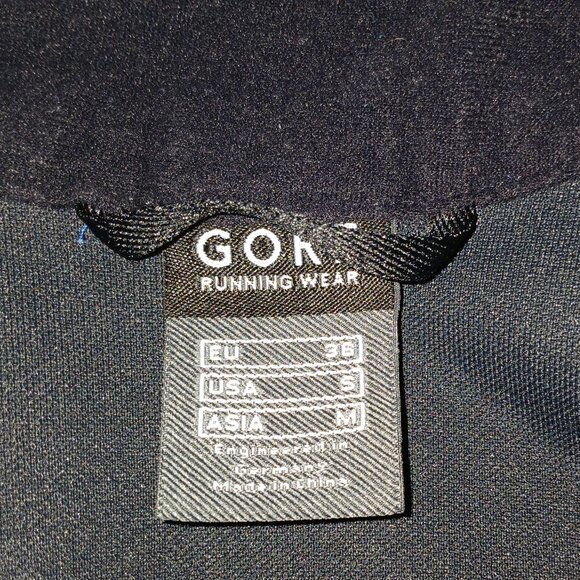 GORE
RUNNING WEAR
EU 36
USA S
ASIA M
Engineered in
Germany
Made in China